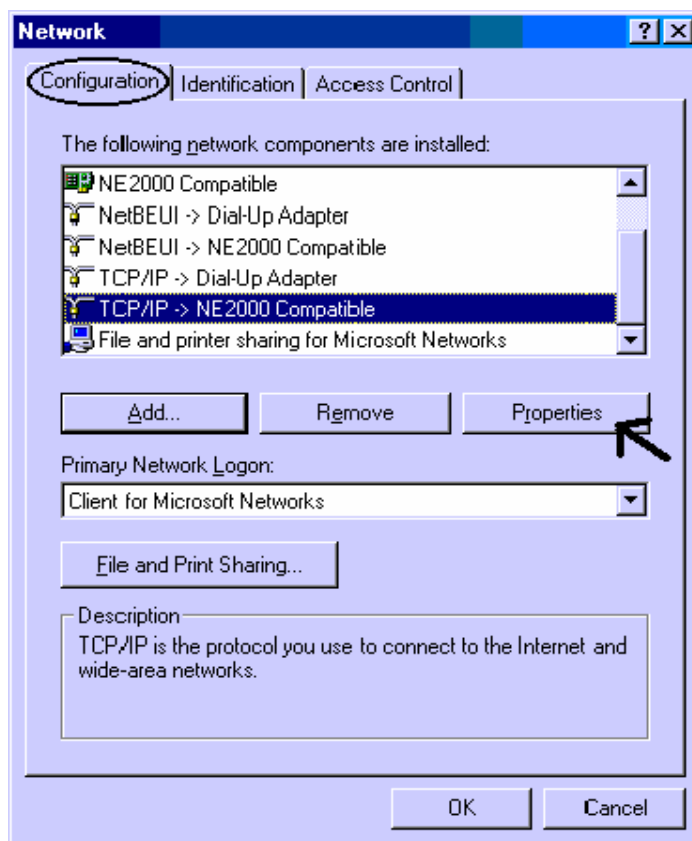 Network
Configuration Identification Access Control
The following network components are installed:
NE2000 Compatible
NetBEUI -> Dial-Up Adapter
NetBEUI -> NE2000 Compatible
TCP/IP -> Dial-Up Adapter
TCP/IP -> NE2000 Compatible
File and printer sharing for Microsoft Networks
Add... Remove Properties
Primary Network Logon:
Client for Microsoft Networks
File and Print Sharing...
Description
TCP/IP is the protocol you use to connect to the Internet and
wide-area networks.
OK Cancel